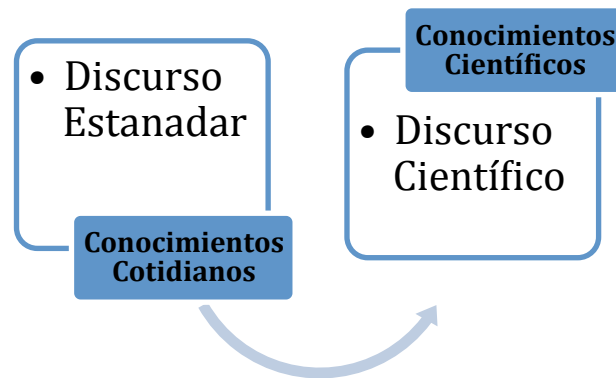 • Discurso
Estanadar
Conocimientos
Cotidianos
Conocimientos
Científicos
• Discurso
Científico